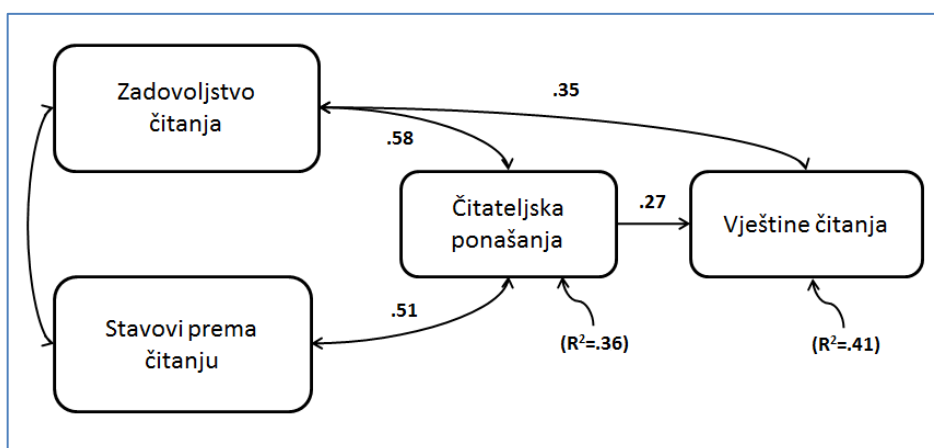 Zadovoljstvo
čitanja
.35
.58
Čitateljska
ponašanja
.27
Vještine čitanja
Stavovi prema
čitanju
.51
(R²=.36)
(R²=.41)